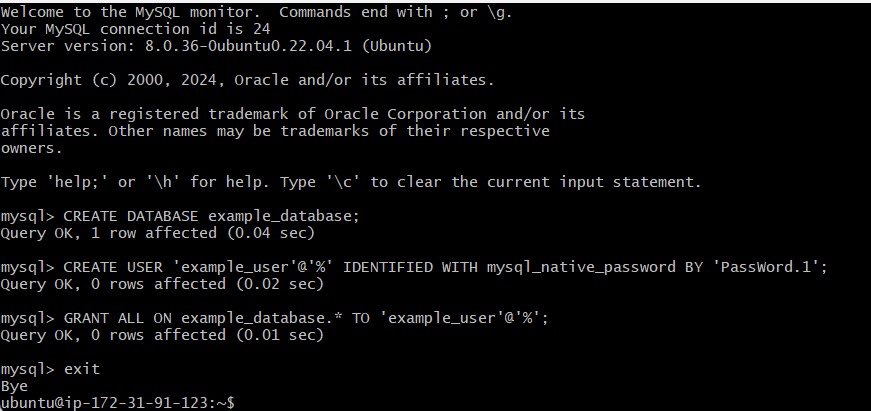 Welcome to the MySQL monitor.  Commands end with ; or \g.
Your MySQL connection id is 24
Server version: 8.0.36-0ubuntu0.22.04.1 (Ubuntu)
Copyright (c) 2000, 2024, Oracle and/or its affiliates.
Oracle is a registered trademark of Oracle Corporation and/or its
affiliates. Other names may be trademarks of their respective
owners.
Type 'help;' or '\h' for help. Type '\c' to clear the current input statement.
mysql> CREATE DATABASE example_database;
Query OK, 1 row affected (0.04 sec)
mysql> CREATE USER 'example_user'@'%' IDENTIFIED WITH mysql_native_password BY 'PassWord.1';
Query OK, 0 rows affected (0.02 sec)
mysql> GRANT ALL ON example_database.* TO 'example_user'@'%';
Query OK, 0 rows affected (0.01 sec)
mysql> exit
Bye
ubuntu@ip-172-31-91-123:~$